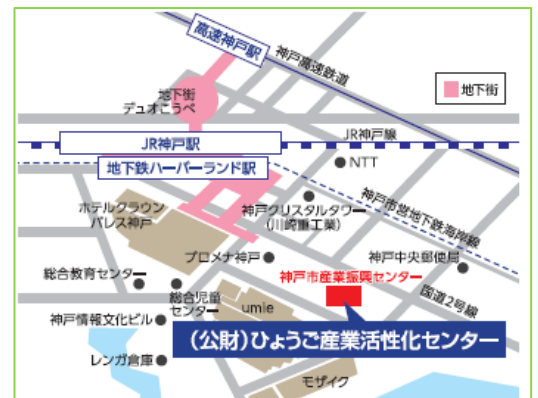 高速神戸駅
神戸高速鉄道
地下街
デュオこうべ
地下街
JR神戸線
JR神戸駅
NTT
地下鉄ハーバーランド駅
ホテルクラウン
パレス神戸
神戸クリスタルタワー
(川崎重工業)
神戸市営地下鉄海岸線
プロメナ神戸
神戸中央郵便局
総合教育センター
神戸市産業振興センター
総合児童
センター
umie
国道2号線
神戸情報文化ビル
(公財)ひょうご産業活性化センター
レンガ倉庫
モザイク